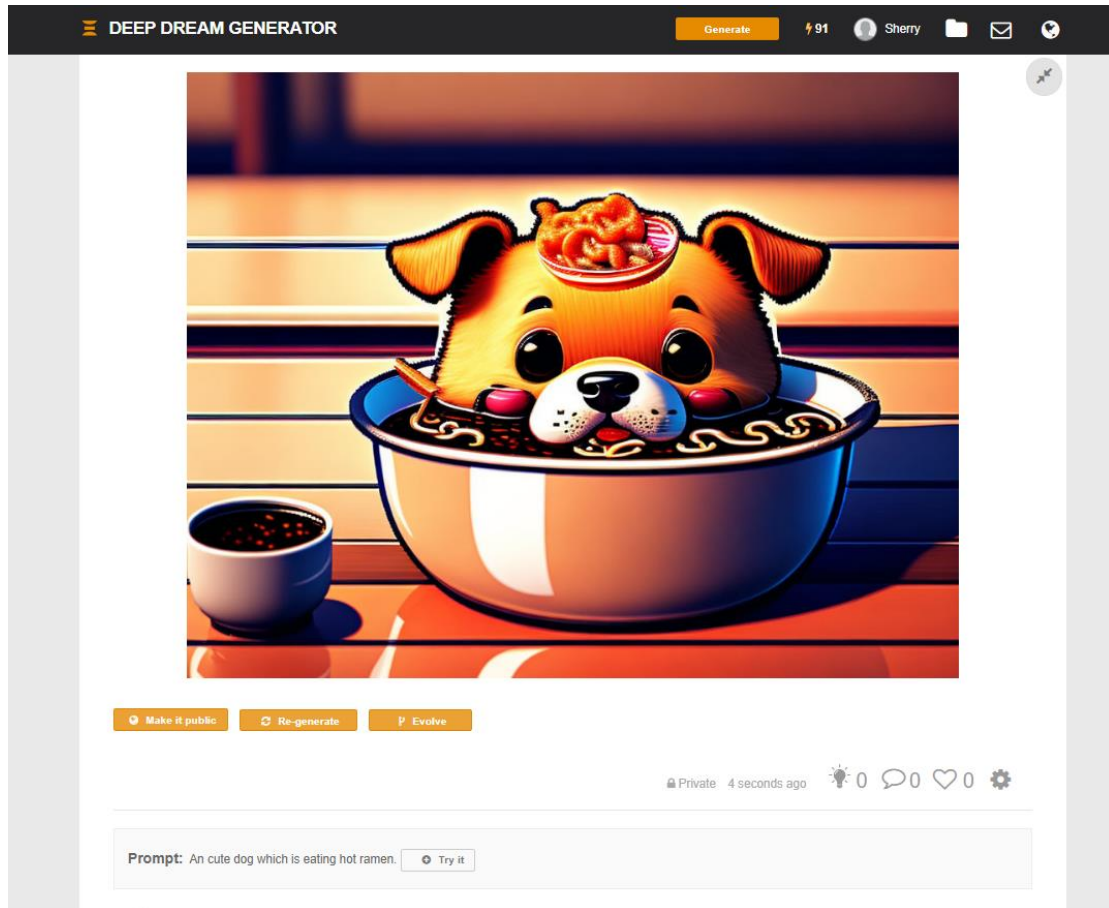 DEEP DREAM GENERATOR Generate 91 Sherry
Make it public Re-generate Evolve
Private 4 seconds ago 0 0 0
Prompt: An cute dog which is eating hot ramen. Try it